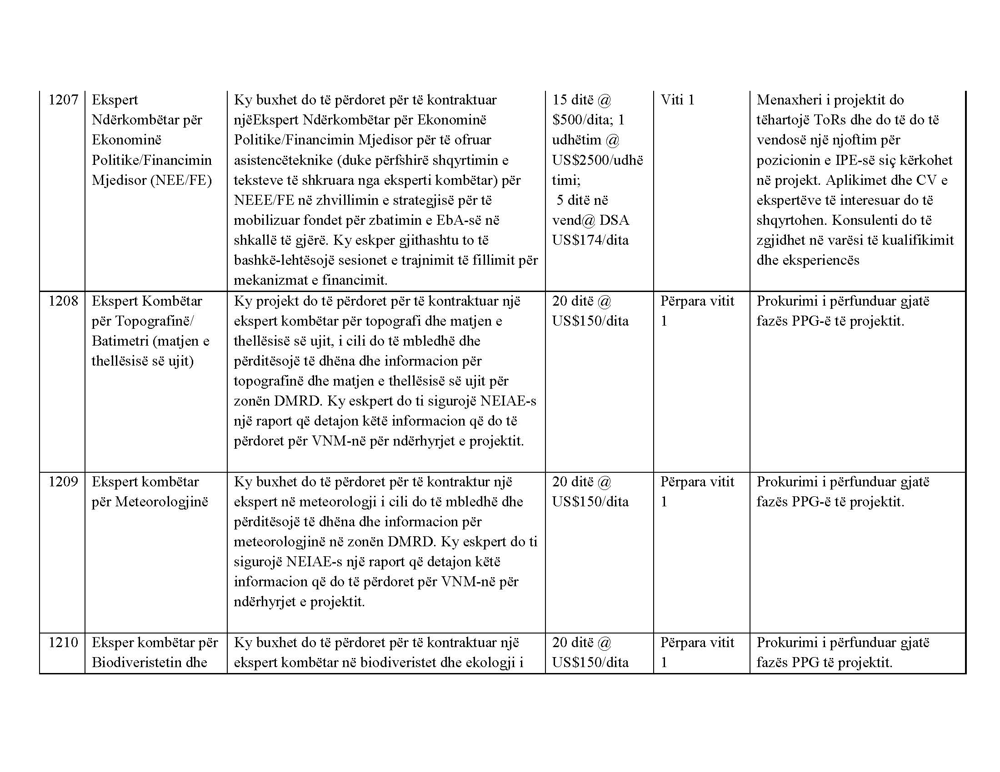 1207
Ekspert
Ndërkombëtar për
Ekonominë
Politike/Financimin
Mjedisor (NEE/FE)
Ky buxhet do të përdoret për të kontraktuar
njëEkspert Ndërkombëtar për Ekonominë
Politike/Financimin Mjedisor për të ofruar
asistencëteknike (duke përfshirë shqyrtimin e
teksteve të shkruara nga eksperti kombëtar) për
NEEE/FE në zhvillimin e strategjisë për të
mobilizuar fondet për zbatimin e EbA-së në
shkallë të gjërë. Ky eskper gjithashtu to të
bashkë-lehtësojë sesionet e trajnimit të fillimit për
mekanizmat e financimit.
15 ditë @
$500/dita; 1
udhëtim @
US$2500/udhë
timi;
5 ditë në
vend@ DSA
US$174/dita
Viti 1
Menaxheri i projektit do
tëhartojë ToRs dhe do të do të
vendosë një njoftim për
pozicionin e IPE-së siç kërkohet
në projekt. Aplikimet dhe CV e
ekspertëve të interesuar do të
shqyrtohen. Konsulenti do të
zgjidhet në varësi të kualifikimit
dhe eksperiencës
1208
Ekspert Kombëtar
për Topografinë/
Batimetri (matjen e
thellësisë së ujit)
Ky projekt do të përdoret për të kontraktuar një
ekspert kombëtar për topografi dhe matjen e
thellësisë së ujit, i cili do të mbledhë dhe
përditësojë të dhëna dhe informacion për
topografinë dhe matjen e thellësisë së ujit për
zonën DMRD. Ky eskpert do ti sigurojë NEIAE-s
një raport që detajon këtë informacion që do të
përdoret për VNM-në për ndërhyrjet e projektit.
20 ditë @
US$150/dita
Përpara vitit
1
Prokurimi i përfunduar gjatë
fazës PPG-ë të projektit.
1209
Ekspert kombëtar
për Meteorologjinë
Ky buxhet do të përdoret për të kontraktur një
ekspert në meteorologji i cili do të mbledhë dhe
përditësojë të dhëna dhe informacion për
meteorologjinë në zonën DMRD. Ky eskpert do ti
sigurojë NEIAE-s një raport që detajon këtë
informacion që do të përdoret për VNM-në për
ndërhyrjet e projektit.
20 ditë @
US$150/dita
Përpara vitit
1
Prokurimi i përfunduar gjatë
fazës PPG-ë të projektit.
1210
Eksper kombëtar për
Biodiveristetin dhe
Ky buxhet do të përdoret për të kontraktuar një
ekspert kombëtar në biodiveristet dhe ekologji i
20 ditë @
US$150/dita
Përpara vitit
1
Prokurimi i përfunduar gjatë
fazës PPG të projektit.